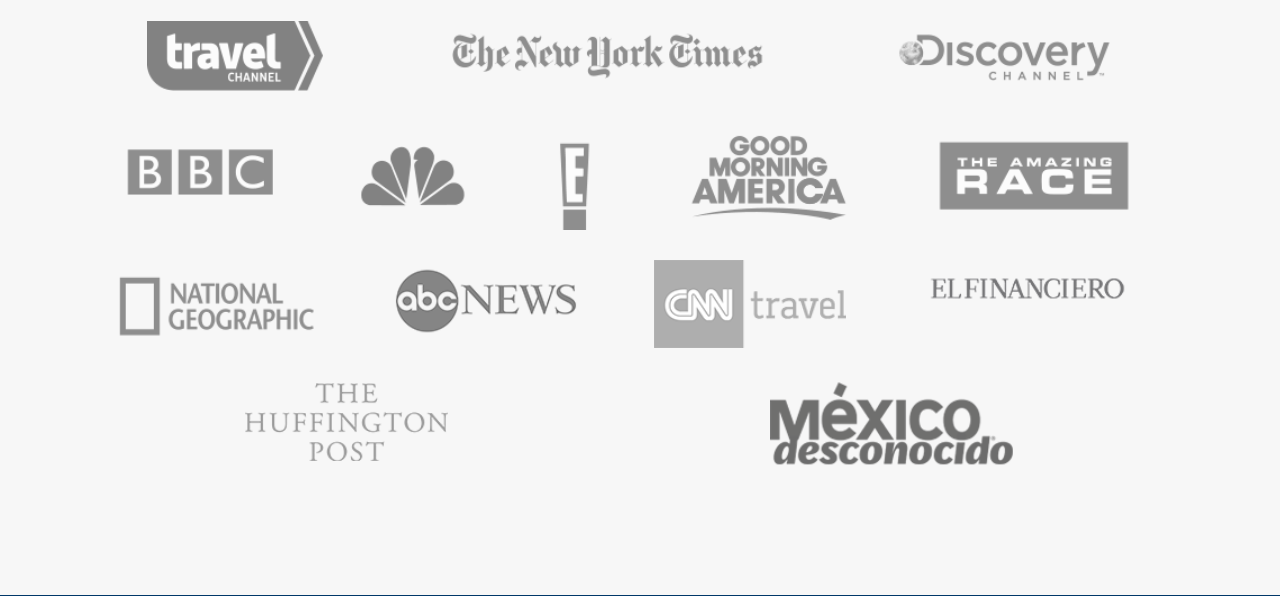 travel
CHANNEL
The New York Times
Discovery
CHANNEL™
BBC
E!
GOOD
MORNING
AMERICA
THE AMAZING
RACE
NATIONAL
GEOGRAPHIC
abc NEWS
CNN travel
EL FINANCIERO
THE
HUFFINGTON
POST
MéXICO
desconocido®